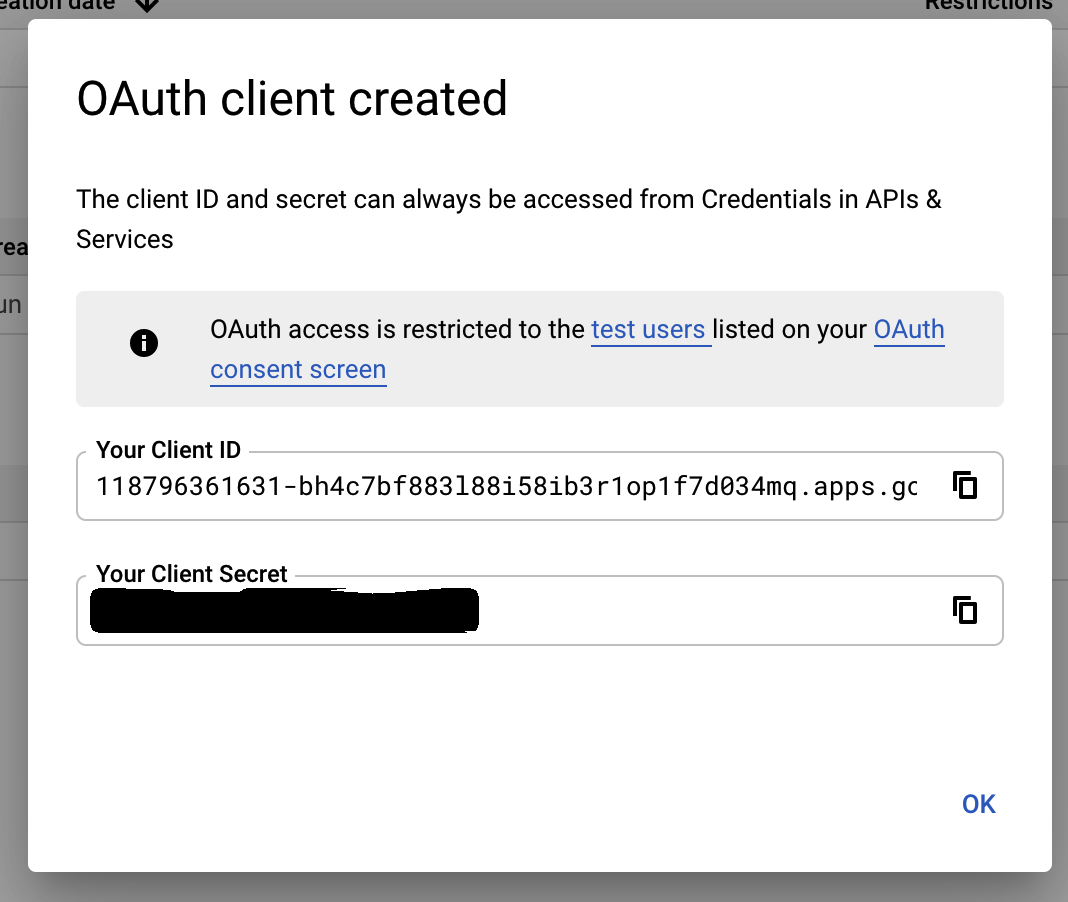 eation date
Restrictions
OAuth client created
The client ID and secret can always be accessed from Credentials in APIs &
Services
OAuth access is restricted to the test users listed on your OAuth
consent screen
Your Client ID
118796361631-bh4c7bf883l88i58ib3r1op1f7d034mq.apps.gc
Your Client Secret
rea
un
OK